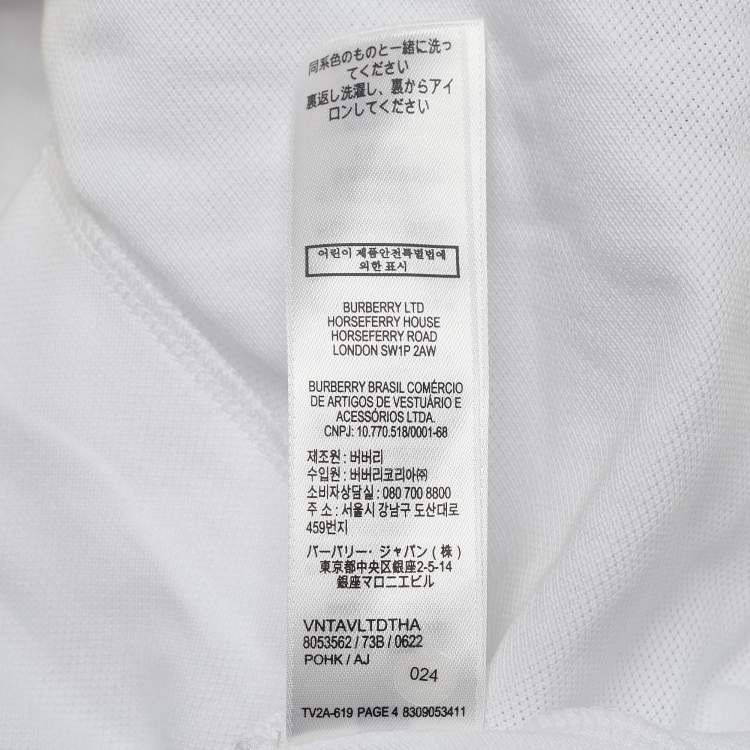 同系色のものと一緒に洗っ
てください
裏返し洗濯し、裏からアイ
ロンしてください
어린이 제품안전특별법에
의한 표시
BURBERRY LTD
HORSEFERRY HOUSE
HORSEFERRY ROAD
LONDON SW1P 2AW
BURBERRY BRASIL COMÉRCIO
DE ARTIGOS DE VESTUÁRIO E
ACESSÓRIOS LTDA.
CNPJ: 10.770.518/0001-68
제조원 : 버버리
수입원 : 버버리코리아㈜
소비자상담실 : 080 700 8800
주 소 : 서울시 강남구 도산대로
459번지
バーバリー・ジャパン ( 株 )
東京都中央区銀座2-5-14
銀座マロニエビル
VNTAVLTDTHA
8053562 / 73B / 0622
POHK / AJ
024
TV2A-619 PAGE 4 8309053411